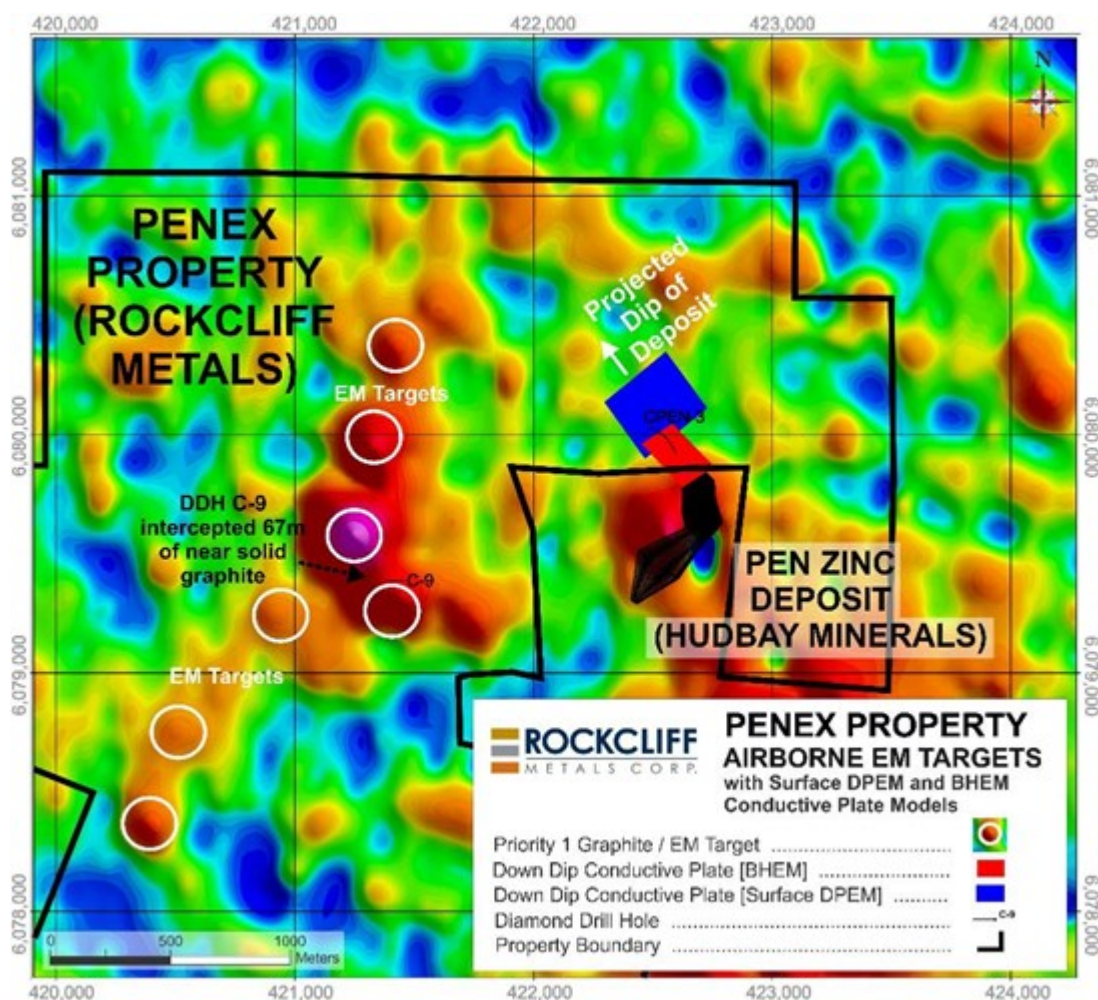 420,000
421,000
422,000
423,000
424,000
N
6,081,000
6,081,000
PENEX
PROPERTY
(ROCKCLIFF
METALS)
Projected
Dip of
Deposit
EM Targets
CPEN-3
6,080,000
6,080,000
DDH C-9
intercepted 67m
of near solid
graphite
C-9
PEN ZINC
DEPOSIT
(HUDBAY MINERALS)
EM Targets
6,079,000
6,079,000
ROCKCLIFF
METALS CORP.
PENEX PROPERTY
AIRBORNE EM TARGETS
with Surface DPEM and BHEM
Conductive Plate Models
Priority 1 Graphite / EM Target
Down Dip Conductive Plate [BHEM]
Down Dip Conductive Plate [Surface DPEM]
Diamond Drill Hole
C-9
Property Boundary
6,078,000
6,078,000
0 500 1000
Meters
420,000
421,000
422,000
423,000
424,000